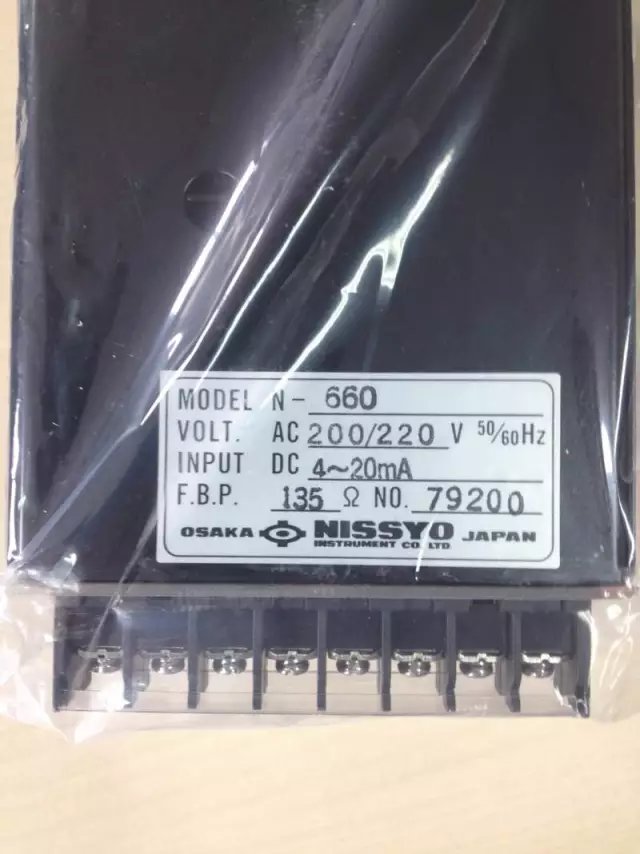 MODEL N - 660
VOLT. AC 200/220 V 50/60Hz
INPUT DC 4~20mA
F.B.P. 135 Ω NO. 79200
OSAKA NISSYO JAPAN
INSTRUMENT CO.,LTD.